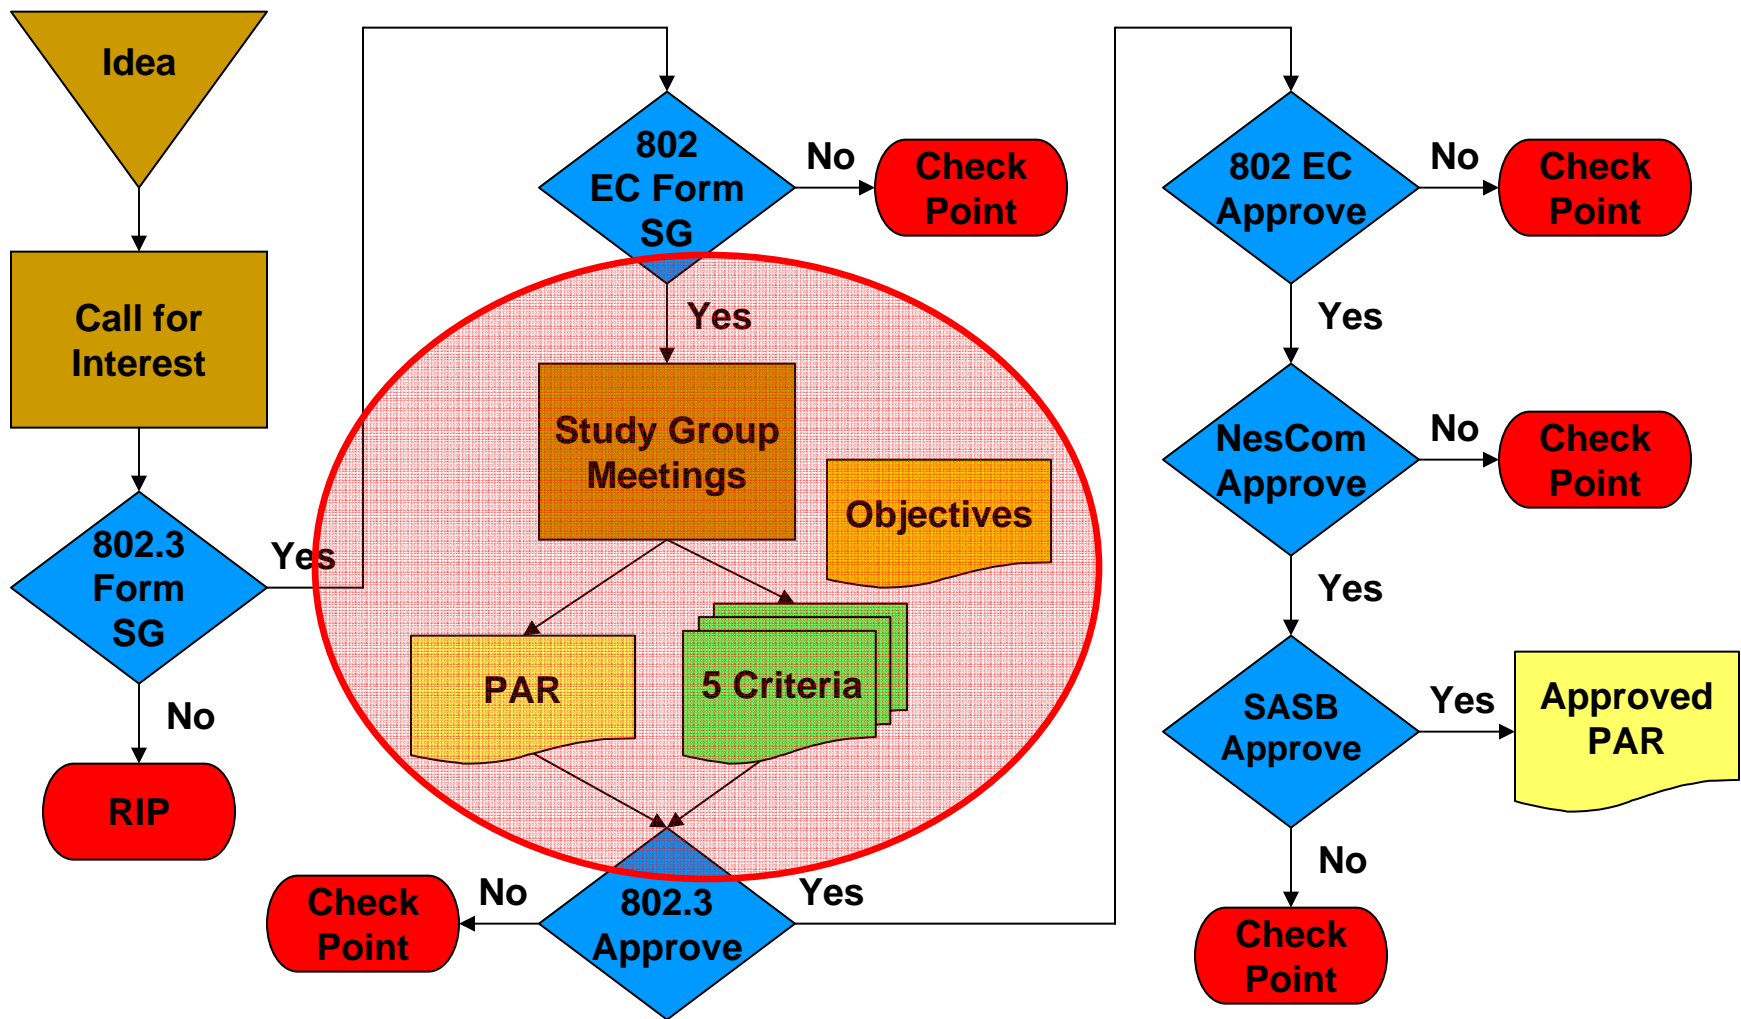 Idea
Call for
Interest
802.3
Form
SG
Yes
No
RIP
802
EC Form
SG
No
Check
Point
Yes
Study Group
Meetings
Objectives
PAR
5 Criteria
802.3
Approve
No
Check
Point
Yes
802 EC
Approve
No
Check
Point
Yes
NesCom
Approve
No
Check
Point
Yes
SASB
Approve
Yes
Approved
PAR
No
Check
Point